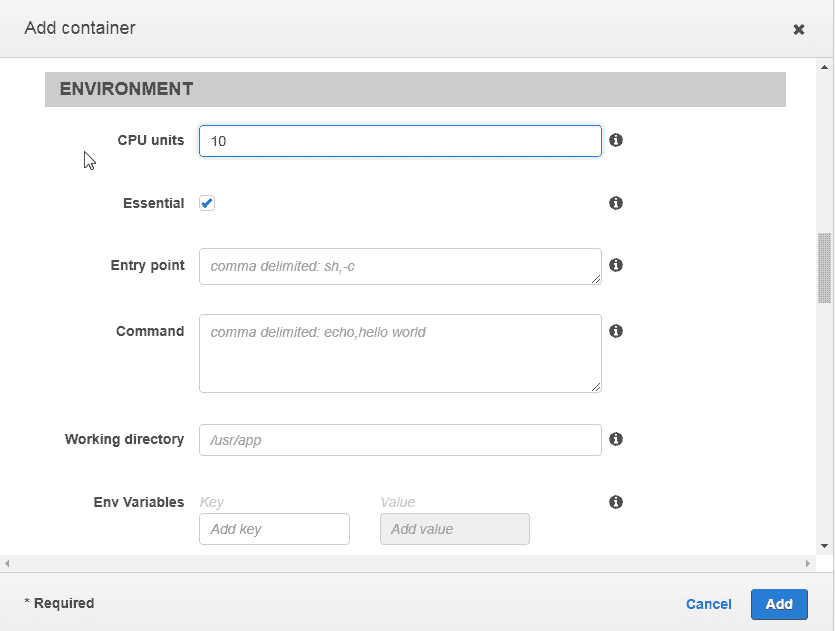 Add container
ENVIRONMENT
CPU units 10
Essential
Entry point comma delimited: sh,-c
Command comma delimited: echo,hello world
Working directory /usr/app
Env Variables Key Value
Add key Add value
* Required Cancel Add